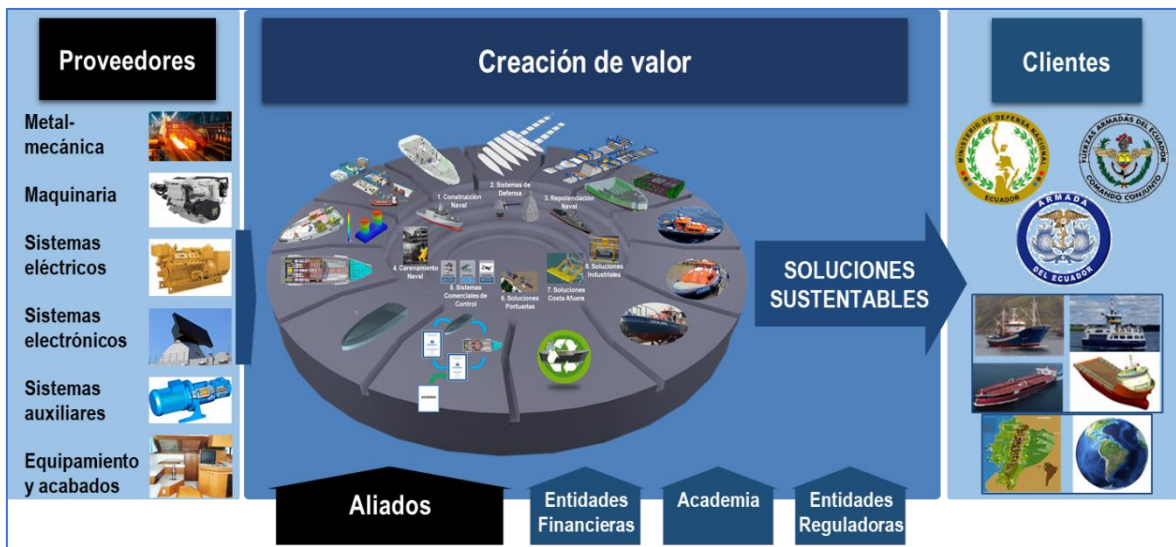 Proveedores
Metal-
mecánica
Maquinaria
Sistemas
eléctricos
Sistemas
electrónicos
Sistemas
auxiliares
Equipamiento
y acabados
Creación de valor
1. Construcción
Naval
2. Sistemas de
Defensa
3. Repotenciación
Naval
4. Carenamiento
Naval
5. Sistemas
Comerciales de
Control
6. Soluciones
Portuarias
7. Soluciones
Costa Afuera
8. Soluciones
Industriales
SOLUCIONES
SUSTENTABLES
Clientes
MINISTERIO DE DEFENSA NACIONAL
ECUADOR
FUERZAS ARMADAS DEL ECUADOR
COMANDO CONJUNTO
ARMADA
DEL ECUADOR
Aliados
Entidades
Financieras
Academia
Entidades
Reguladoras